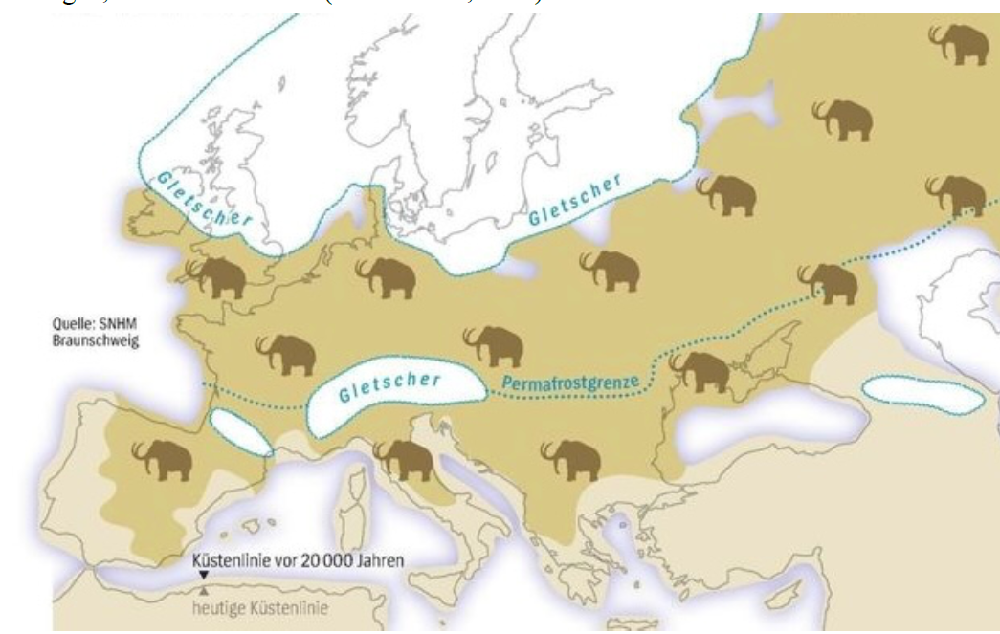 Gletscher
Gletscher
Quelle: SNHM
Braunschweig
Gletscher
Permafrostgrenze
Küstenlinie vor 20 000 Jahren
heutige Küstenlinie